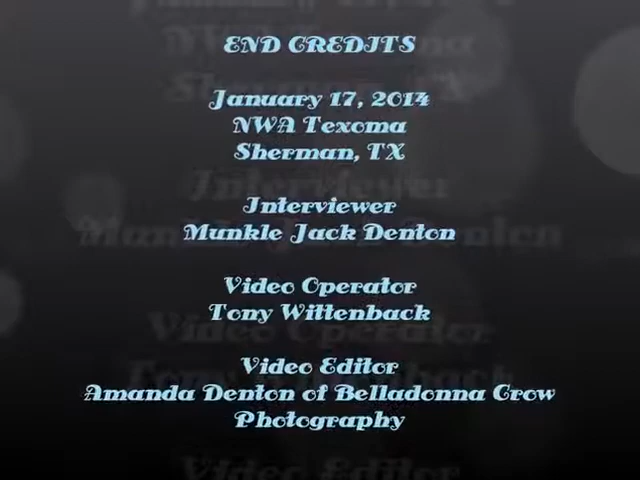 END CREDITS
January 17, 2014
NWA Texoma
Sherman, TX
Interviewer
Munkle Jack Denton
Video Operator
Tony Wittenback
Video Editor
Amanda Denton of Belladonna Crow
Photography